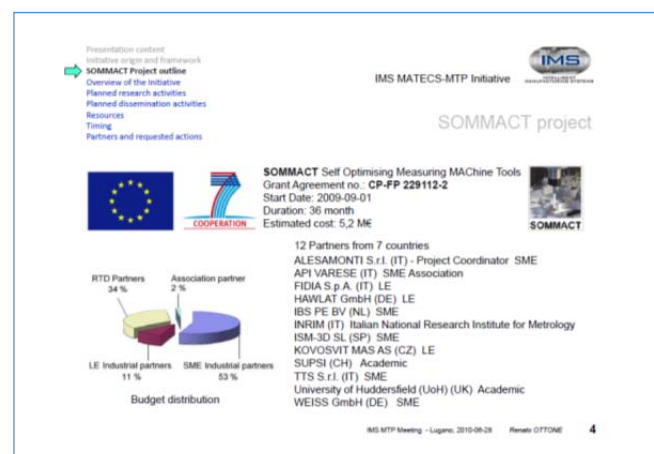 Presentation content
Initiative origin and framework
SOMMACT Project outline
Overview of the Initiative
Planned research activities
Planned dissemination activities
Resources
Timing
Partners and requested actions
IMS MATECS-MTP Initiative
IMS
SOMMACT project
COOPERATION
SOMMACT Self Optimising Measuring MAChine Tools
Grant Agreement no.: CP-FP 229112-2
Start Date: 2009-09-01
Duration: 36 month
Estimated cost: 5,2 M€
SOMMACT
12 Partners from 7 countries
ALESAMONTI S.r.l. (IT) - Project Coordinator SME
API VARESE (IT) SME Association
FIDIA S.p.A. (IT) LE
HAWLAT GmbH (DE) LE
IBS PE BV (NL) SME
INRIM (IT) Italian National Research Institute for Metrology
ISM-3D SL (SP) SME
KOVOSVIT MAS AS (CZ) LE
SUPSI (CH) Academic
TTS S.r.l. (IT) SME
University of Huddersfield (UoH) (UK) Academic
WEISS GmbH (DE) SME
RTD Partners
34 %
Association partner
2 %
LE Industrial partners
11 %
SME Industrial partners
53 %
Budget distribution
IMS MTP Meeting - Lugano, 2010-06-28 Renato OTTONE 4